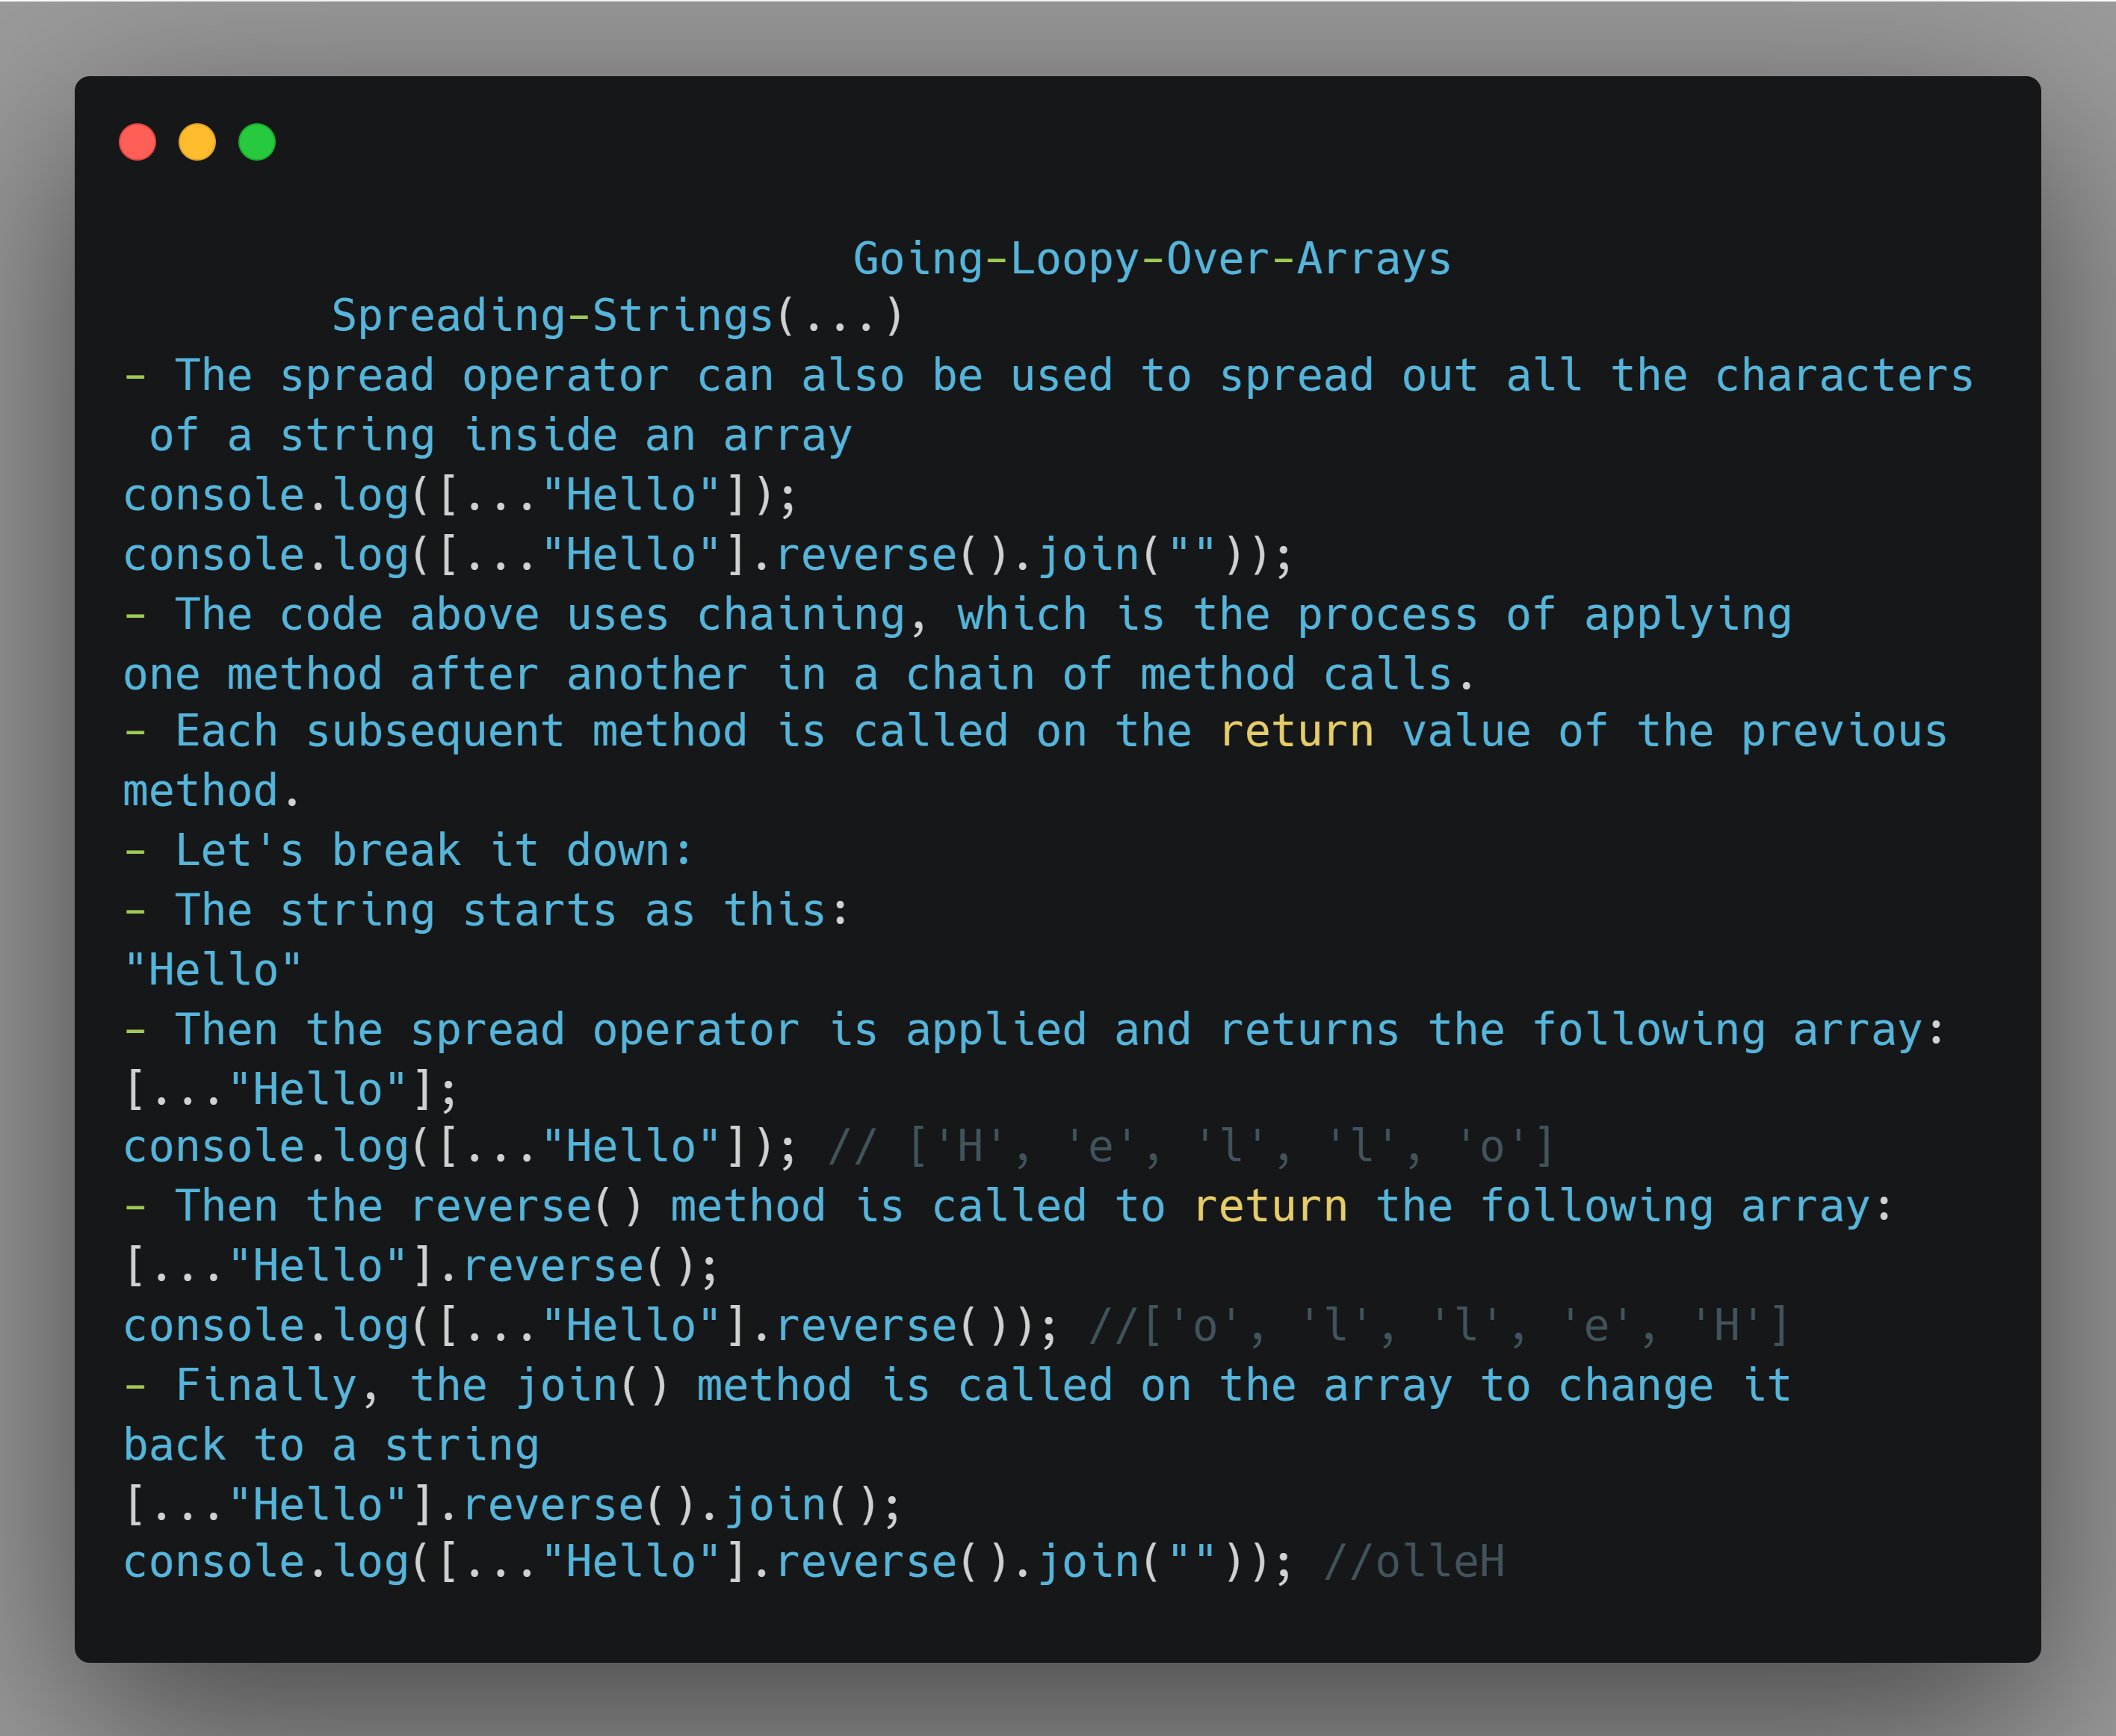 Going-Loopy-Over-Arrays
Spreading-Strings(...)
- The spread operator can also be used to spread out all the characters
of a string inside an array
console.log([..."Hello"]);
console.log([..."Hello"].reverse().join(""));
- The code above uses chaining, which is the process of applying
one method after another in a chain of method calls.
- Each subsequent method is called on the return value of the previous
method.
- Let's break it down:
- The string starts as this:
"Hello"
- Then the spread operator is applied and returns the following array:
[..."Hello"];
console.log([..."Hello"]); // ['H', 'e', 'l', 'l', 'o']
- Then the reverse() method is called to return the following array:
[..."Hello"].reverse();
console.log([..."Hello"].reverse()); //['o', 'l', 'l', 'e', 'H']
- Finally, the join() method is called on the array to change it
back to a string
[..."Hello"].reverse().join();
console.log([..."Hello"].reverse().join("")); //olleH